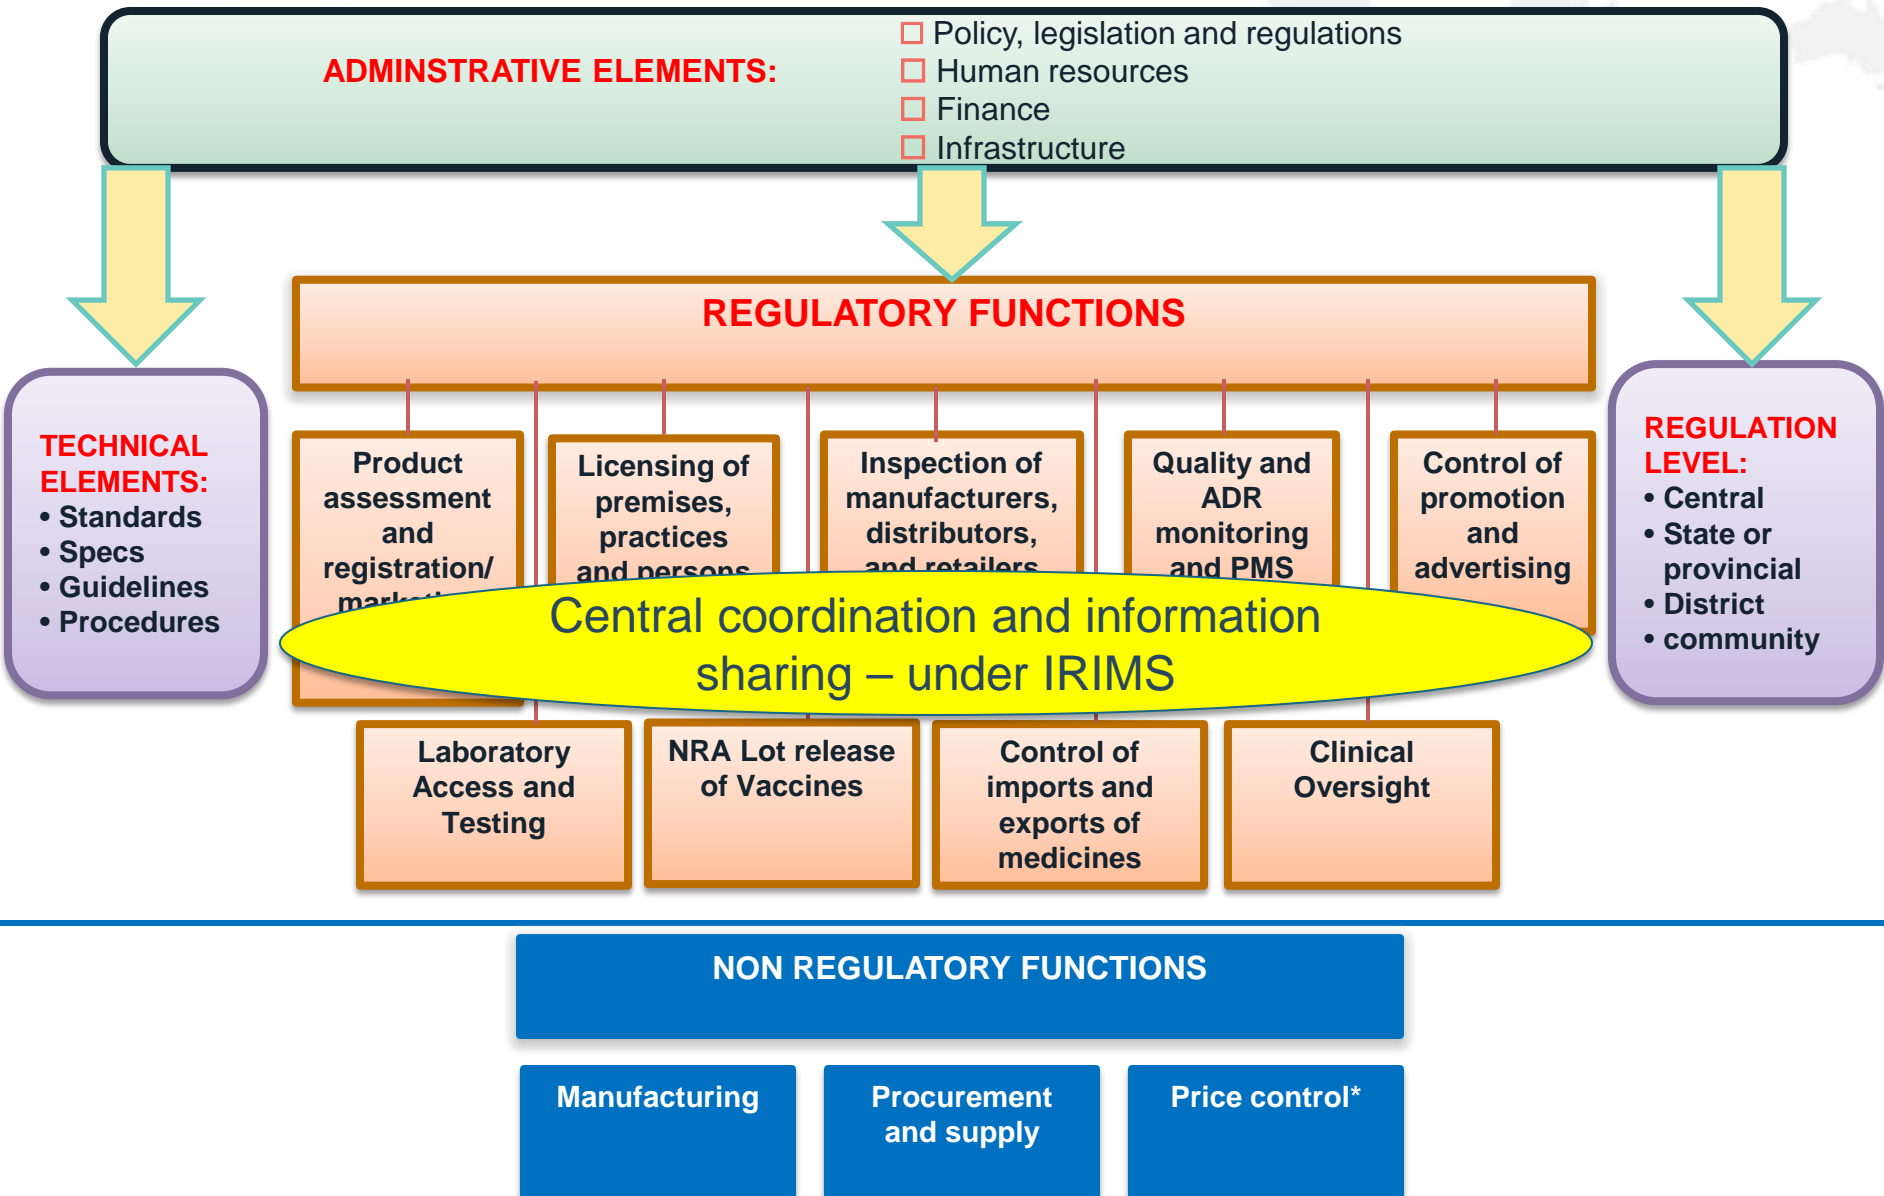 ADMINSTRATIVE ELEMENTS:
Policy, legislation and regulations
Human resources
Finance
Infrastructure
REGULATORY FUNCTIONS
TECHNICAL
ELEMENTS:
• Standards
• Specs
• Guidelines
• Procedures
Product
assessment
and
registration/
Licensing of
premises,
practices
and persons
Inspection of
manufacturers,
distributors,
and retailers
Quality and
ADR
monitoring
and PMS
Control of
promotion
and
advertising
REGULATION
LEVEL:
• Central
• State or
provincial
• District
• community
Central coordination and information
sharing – under IRIMS
Laboratory
Access and
Testing
NRA Lot release
of Vaccines
Control of
imports and
exports of
medicines
Clinical
Oversight
NON REGULATORY FUNCTIONS
Manufacturing
Procurement
and supply
Price control*